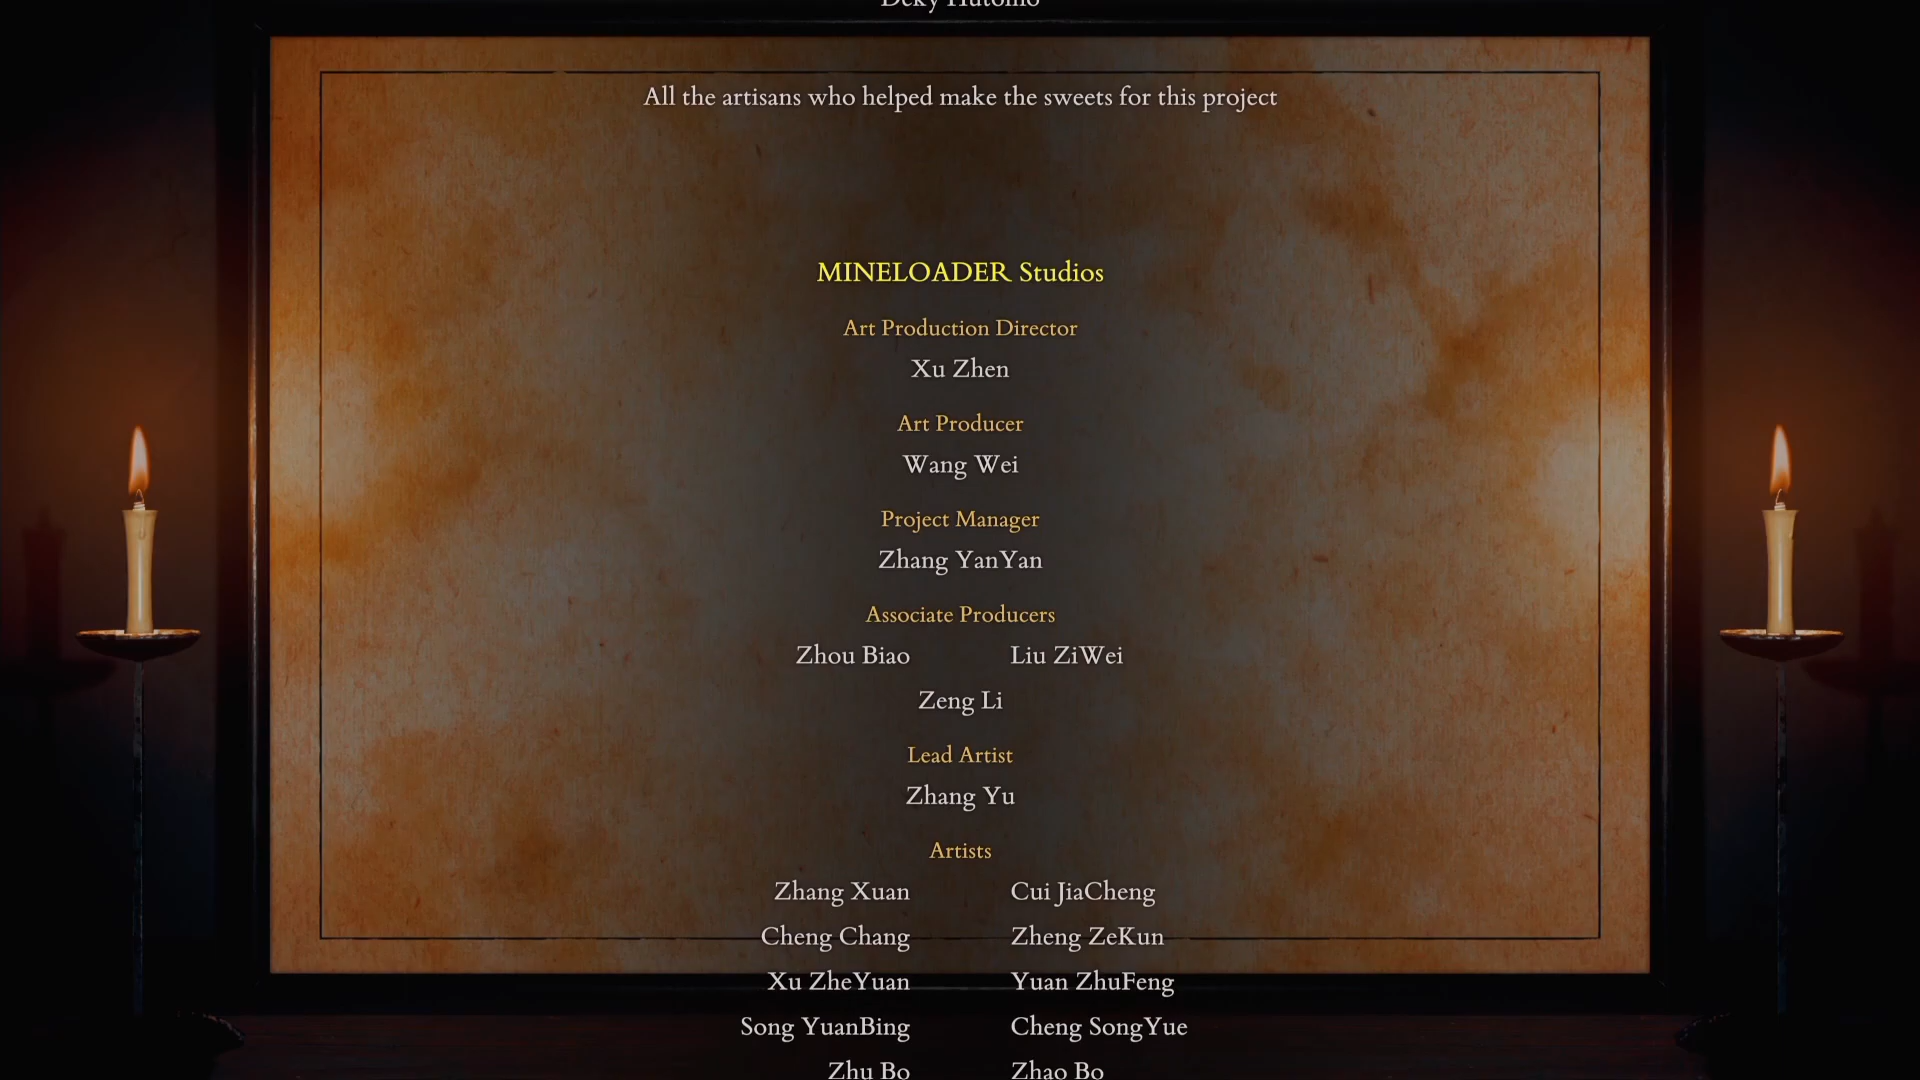 Deky Hutomo
All the artisans who helped make the sweets for this project
MINELOADER Studios
Art Production Director
Xu Zhen
Art Producer
Wang Wei
Project Manager
Zhang YanYan
Associate Producers
Zhou Biao Liu ZiWei
Zeng Li
Lead Artist
Zhang Yu
Artists
Zhang Xuan Cui JiaCheng
Cheng Chang Zheng ZeKun
Xu ZheYuan Yuan ZhuFeng
Song YuanBing Cheng SongYue
Zhu Bo Zhao Bo